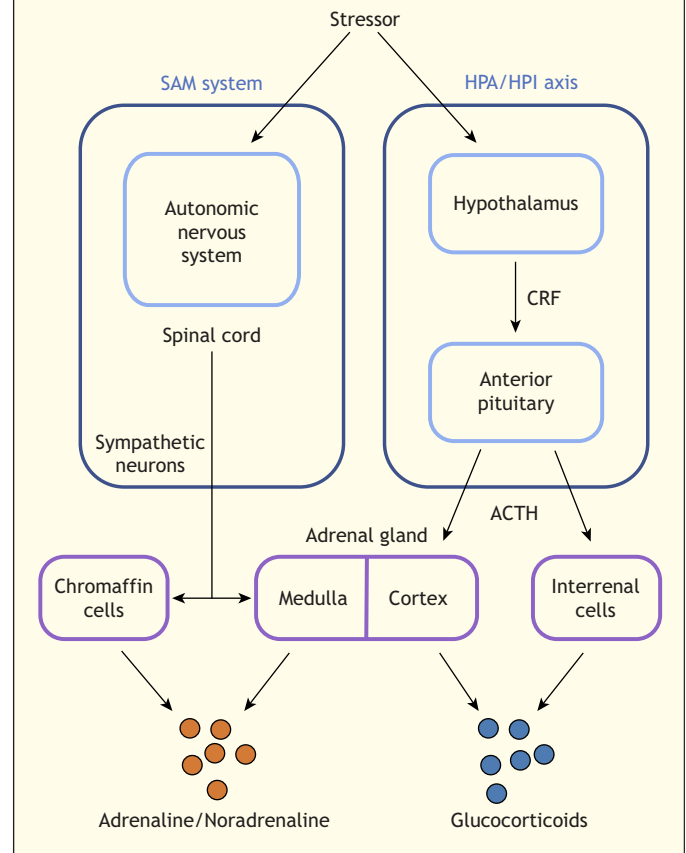 Stressor
SAM system
HPA/HPI axis
Autonomic
nervous
system
Hypothalamus
CRF
Spinal cord
Anterior
pituitary
Sympathetic
neurons
ACTH
Adrenal gland
Chromaffin
cells
Medulla
Cortex
Interrenal
cells
Adrenaline/Noradrenaline
Glucocorticoids